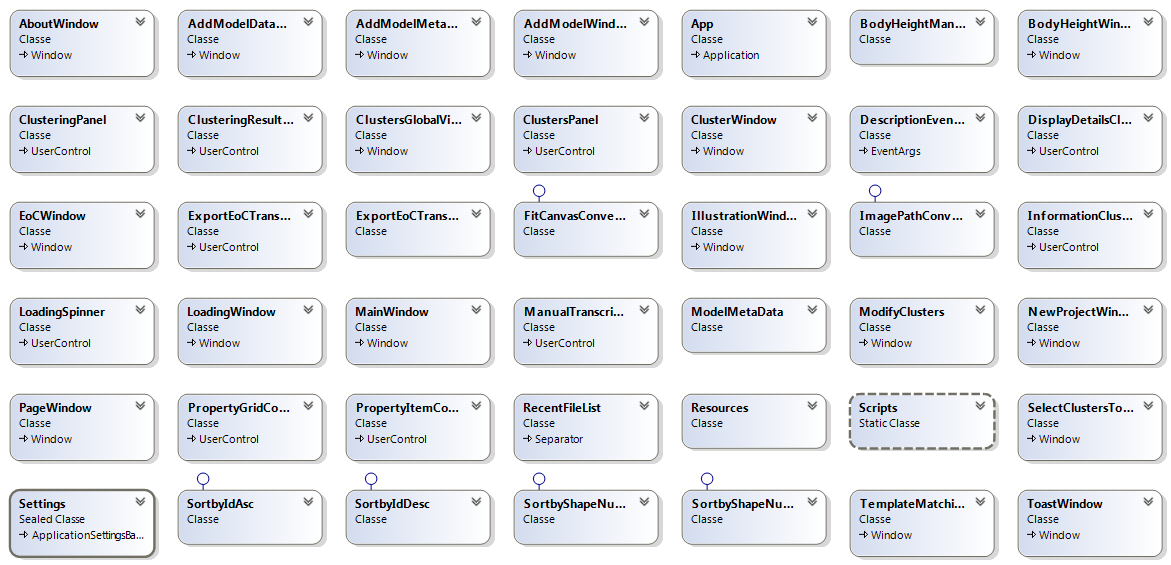 AboutWindow
Classe
Window
AddModelData...
Classe
Window
AddModelMeta...
Classe
Window
AddModelWind...
Classe
Window
App
Classe
Application
BodyHeightMan...
Classe
BodyHeightWin...
Classe
Window
ClusteringPanel
Classe
UserControl
ClusteringResult...
Classe
UserControl
ClustersGlobalVi...
Classe
Window
ClustersPanel
Classe
UserControl
ClusterWindow
Classe
Window
DescriptionEven...
Classe
EventArgs
DisplayDetailsCl...
Classe
UserControl
EoCWindow
Classe
Window
ExportEoCTrans...
Classe
UserControl
ExportEoCTrans...
Classe
FitCanvasConve...
Classe
IllustrationWind...
Classe
Window
ImagePathConv...
Classe
InformationClus...
Classe
UserControl
LoadingSpinner
Classe
UserControl
LoadingWindow
Classe
Window
MainWindow
Classe
Window
ManualTranscri...
Classe
UserControl
ModelMetaData
Classe
ModifyClusters
Classe
Window
NewProjectWin...
Classe
Window
PageWindow
Classe
Window
PropertyGridCo...
Classe
UserControl
PropertyItemCo...
Classe
UserControl
RecentFileList
Classe
Separator
Resources
Classe
Scripts
Static Classe
SelectClustersTo...
Classe
Window
Settings
Sealed Classe
ApplicationSettingsBa...
SortbyIdAsc
Classe
SortbyIdDesc
Classe
SortbyShapeNu...
Classe
SortbyShapeNu...
Classe
TemplateMatchi...
Classe
Window
ToastWindow
Classe
Window